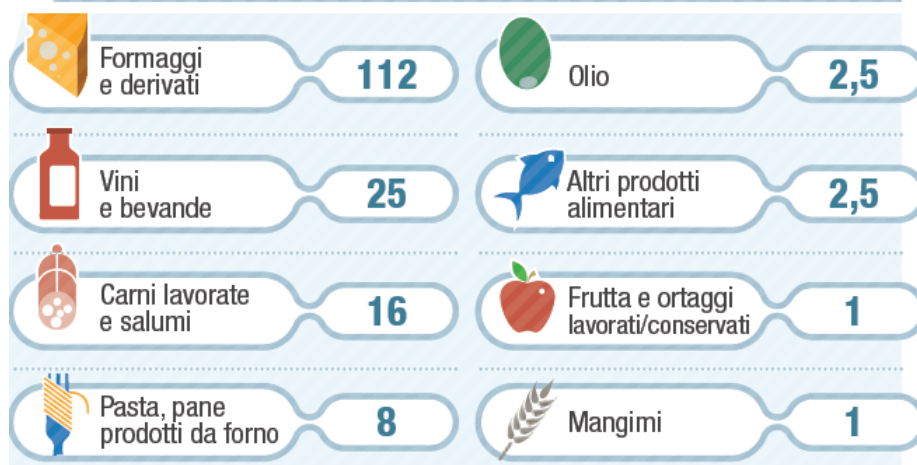 Formaggi
e derivati
112
Olio
2,5
Vini
e bevande
25
Altri prodotti
alimentari
2,5
Carni lavorate
e salumi
16
Frutta e ortaggi
lavorati/conservati
1
Pasta, pane
prodotti da forno
8
Mangimi
1